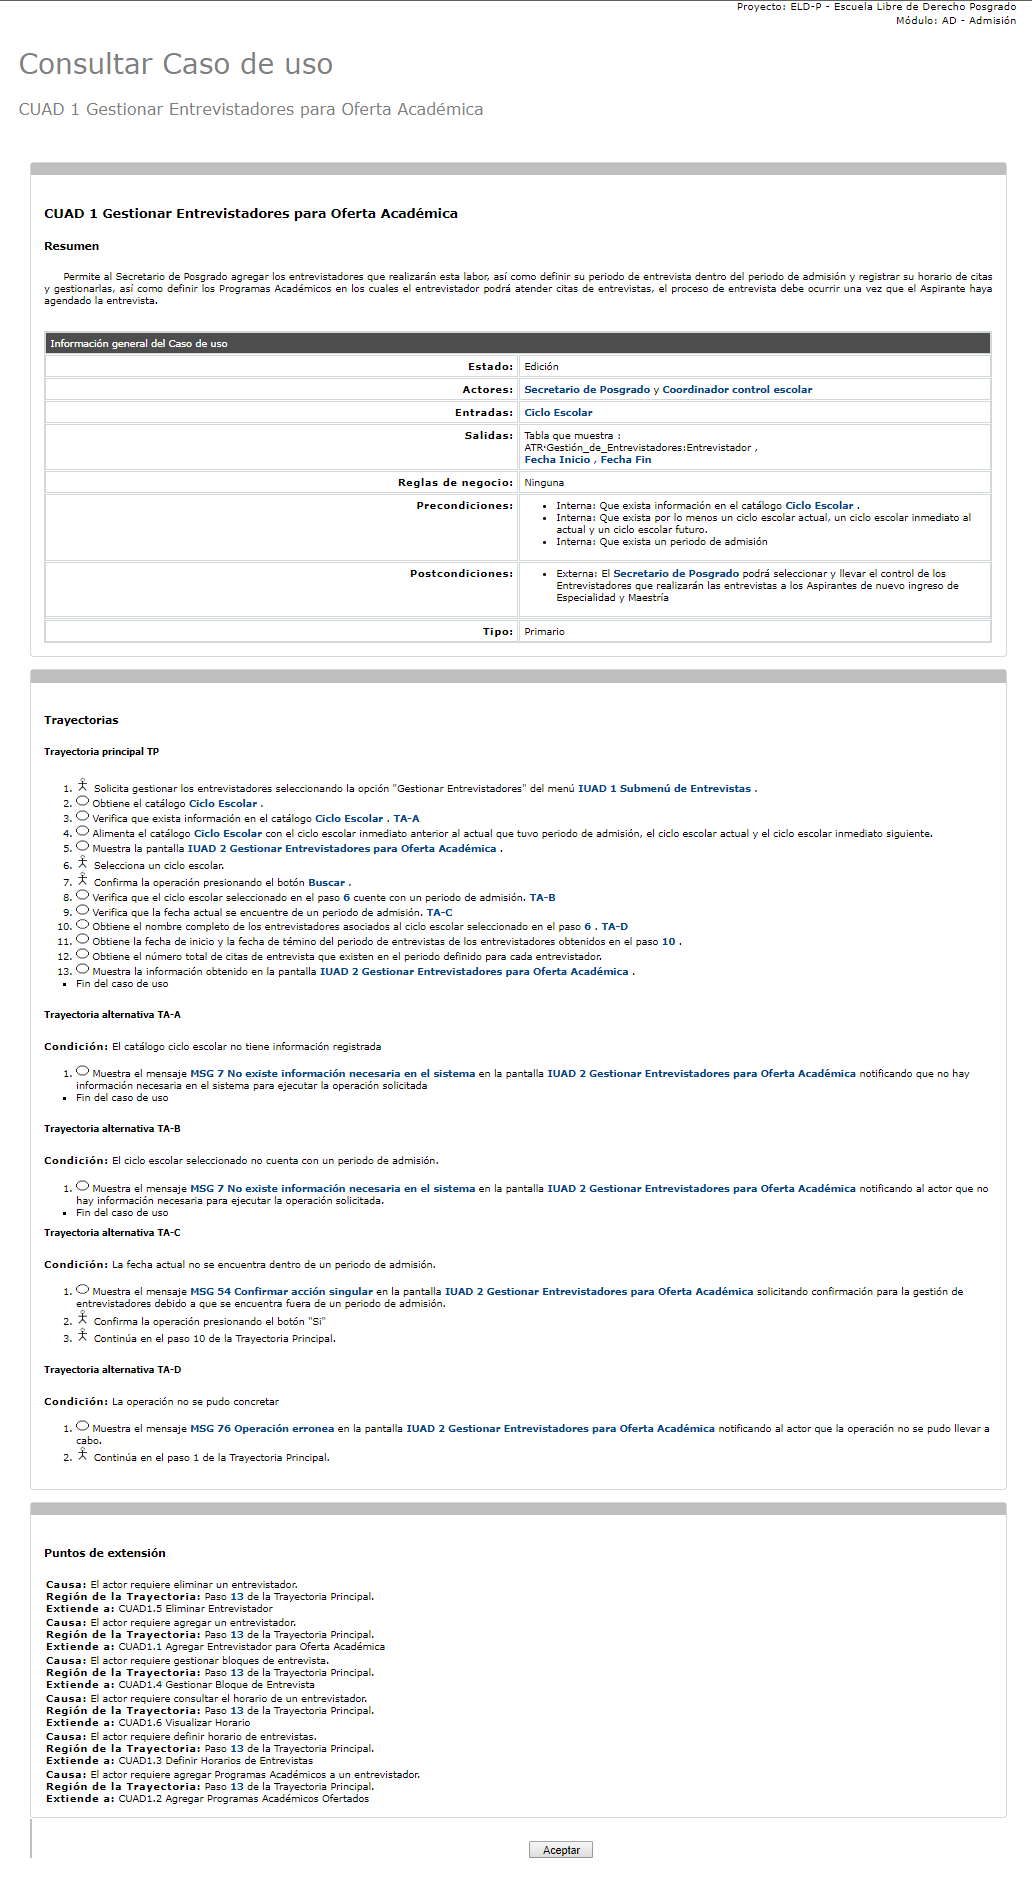 Proyecto: ELD-P - Escuela Libre de Derecho Posgrado
Módulo: AD - Admisión
Consultar Caso de uso
CUAD 1 Gestionar Entrevistadores para Oferta Académica
CUAD 1 Gestionar Entrevistadores para Oferta Académica
Resumen
Permite al Secretario de Posgrado agregar los entrevistadores que realizarán esta labor, así como definir su periodo de entrevista dentro del periodo de admisión y registrar su horario de citas
y gestionarlas, así como definir los Programas Académicos en los cuales el entrevistador podrá atender citas de entrevistas, el proceso de entrevista debe ocurrir una vez que el Aspirante haya
agendado la entrevista.
Información general del Caso de uso
Estado: Edición
Actores: Secretario de Posgrado y Coordinador control escolar
Entradas: Ciclo Escolar
Salidas: Tabla que muestra :
ATR·Gestión_de_Entrevistadores:Entrevistador ,
Fecha Inicio , Fecha Fin
Reglas de negocio: Ninguna
Precondiciones: • Interna: Que exista información en el catálogo Ciclo Escolar .
• Interna: Que exista por lo menos un ciclo escolar actual, un ciclo escolar inmediato al
actual y un ciclo escolar futuro.
• Interna: Que exista un periodo de admisión
Postcondiciones: • Externa: El Secretario de Posgrado podrá seleccionar y llevar el control de los
Entrevistadores que realizarán las entrevistas a los Aspirantes de nuevo ingreso de
Especialidad y Maestría
Tipo: Primario
Trayectorias
Trayectoria principal TP
1. Solicita gestionar los entrevistadores seleccionando la opción "Gestionar Entrevistadores" del menú IUAD 1 Submenú de Entrevistas .
2. Obtiene el catálogo Ciclo Escolar .
3. Verifica que exista información en el catálogo Ciclo Escolar . TA-A
4. Alimenta el catálogo Ciclo Escolar con el ciclo escolar inmediato anterior al actual que tuvo periodo de admisión, el ciclo escolar actual y el ciclo escolar inmediato siguiente.
5. Muestra la pantalla IUAD 2 Gestionar Entrevistadores para Oferta Académica .
6. Selecciona un ciclo escolar.
7. Confirma la operación presionando el botón Buscar .
8. Verifica que el ciclo escolar seleccionado en el paso 6 cuente con un periodo de admisión. TA-B
9. Verifica que la fecha actual se encuentre de un periodo de admisión. TA-C
10. Obtiene el nombre completo de los entrevistadores asociados al ciclo escolar seleccionado en el paso 6 . TA-D
11. Obtiene la fecha de inicio y la fecha de témino del periodo de entrevistas de los entrevistadores obtenidos en el paso 10 .
12. Obtiene el número total de citas de entrevista que existen en el periodo definido para cada entrevistador.
13. Muestra la información obtenido en la pantalla IUAD 2 Gestionar Entrevistadores para Oferta Académica .
▪ Fin del caso de uso
Trayectoria alternativa TA-A
Condición: El catálogo ciclo escolar no tiene información registrada
1. Muestra el mensaje MSG 7 No existe información necesaria en el sistema en la pantalla IUAD 2 Gestionar Entrevistadores para Oferta Académica notificando que no hay
información necesaria en el sistema para ejecutar la operación solicitada
▪ Fin del caso de uso
Trayectoria alternativa TA-B
Condición: El ciclo escolar seleccionado no cuenta con un periodo de admisión.
1. Muestra el mensaje MSG 7 No existe información necesaria en el sistema en la pantalla IUAD 2 Gestionar Entrevistadores para Oferta Académica notificando al actor que no
hay información necesaria para ejecutar la operación solicitada.
▪ Fin del caso de uso
Trayectoria alternativa TA-C
Condición: La fecha actual no se encuentra dentro de un periodo de admisión.
1. Muestra el mensaje MSG 54 Confirmar acción singular en la pantalla IUAD 2 Gestionar Entrevistadores para Oferta Académica solicitando confirmación para la gestión de
entrevistadores debido a que se encuentra fuera de un periodo de admisión.
2. Confirma la operación presionando el botón "Si"
3. Continúa en el paso 10 de la Trayectoria Principal.
Trayectoria alternativa TA-D
Condición: La operación no se pudo concretar
1. Muestra el mensaje MSG 76 Operación erronea en la pantalla IUAD 2 Gestionar Entrevistadores para Oferta Académica notificando al actor que la operación no se pudo llevar a
cabo.
2. Continúa en el paso 1 de la Trayectoria Principal.
Puntos de extensión
Causa: El actor requiere eliminar un entrevistador.
Región de la Trayectoria: Paso 13 de la Trayectoria Principal.
Extiende a: CUAD1.5 Eliminar Entrevistador
Causa: El actor requiere agregar un entrevistador.
Región de la Trayectoria: Paso 13 de la Trayectoria Principal.
Extiende a: CUAD1.1 Agregar Entrevistador para Oferta Académica
Causa: El actor requiere gestionar bloques de entrevista.
Región de la Trayectoria: Paso 13 de la Trayectoria Principal.
Extiende a: CUAD1.4 Gestionar Bloque de Entrevista
Causa: El actor requiere consultar el horario de un entrevistador.
Región de la Trayectoria: Paso 13 de la Trayectoria Principal.
Extiende a: CUAD1.6 Visualizar Horario
Causa: El actor requiere definir horario de entrevistas.
Región de la Trayectoria: Paso 13 de la Trayectoria Principal.
Extiende a: CUAD1.3 Definir Horarios de Entrevistas
Causa: El actor requiere agregar Programas Académicos a un entrevistador.
Región de la Trayectoria: Paso 13 de la Trayectoria Principal.
Extiende a: CUAD1.2 Agregar Programas Académicos Ofertados
Aceptar